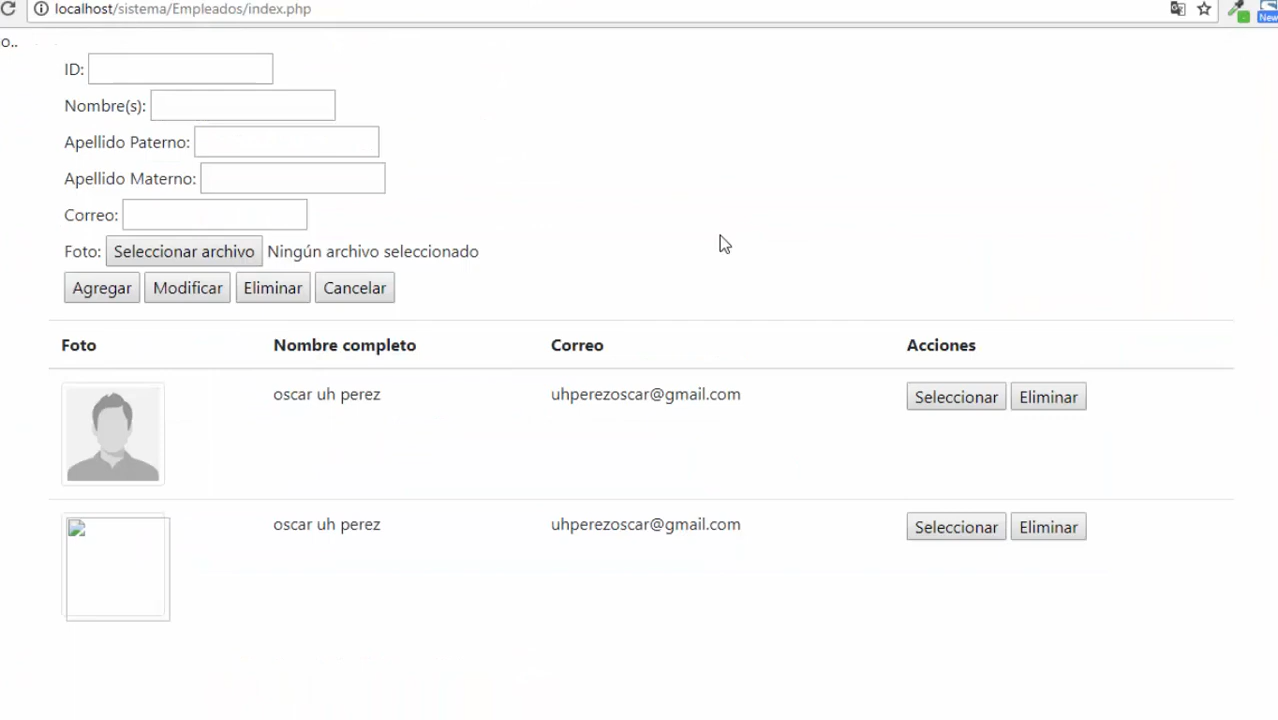 localhost/sistema/Empleados/index.php
New
o..
ID:
Nombre(s):
Apellido Paterno:
Apellido Materno:
Correo:
Foto: Seleccionar archivo Ningún archivo seleccionado
Agregar Modificar Eliminar Cancelar
Foto Nombre completo Correo Acciones
oscar uh perez uhperezoscar@gmail.com Seleccionar Eliminar
oscar uh perez uhperezoscar@gmail.com Seleccionar Eliminar